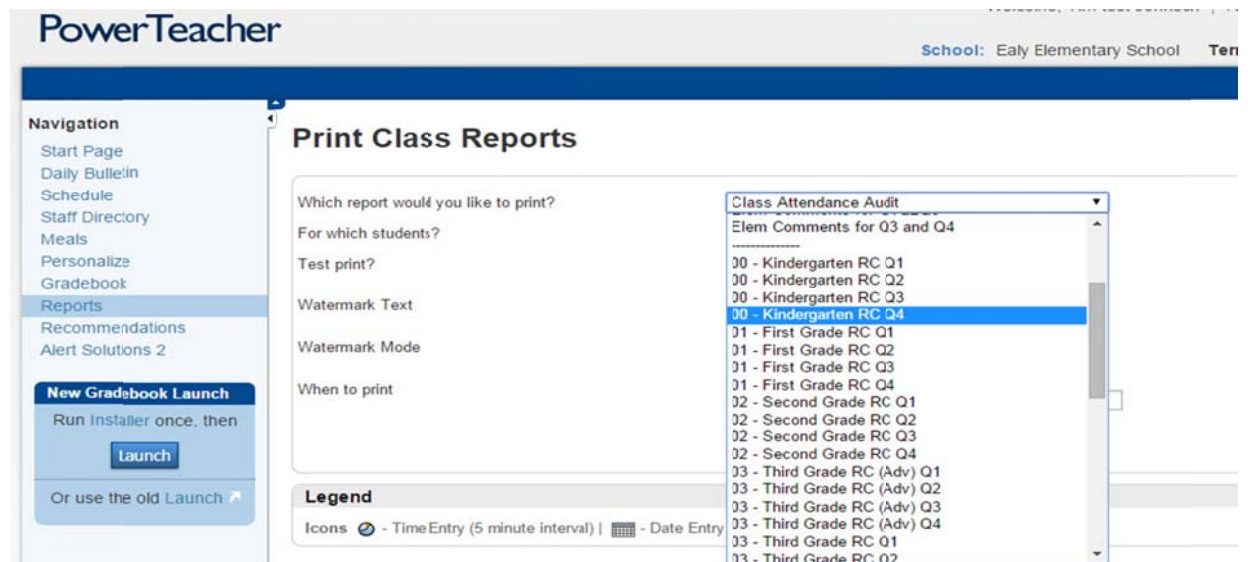 PowerTeacher
School: Ealy Elementary School
Navigation
Start Page
Daily Bulletin
Schedule
Staff Directory
Meals
Personalize
Gradebook
Reports
Recommendations
Alert Solutions 2
New Gradebook Launch
Run Installer once, then
Launch
Or use the old Launch
Print Class Reports
Which report would you like to print?
For which students?
Test print?
Watermark Text
Watermark Mode
When to print
Class Attendance Audit
Elem Comments for Q3 and Q4
--------------
00 - Kindergarten RC Q1
00 - Kindergarten RC Q2
00 - Kindergarten RC Q3
00 - Kindergarten RC Q4
01 - First Grade RC Q1
01 - First Grade RC Q2
01 - First Grade RC Q3
01 - First Grade RC Q4
02 - Second Grade RC Q1
02 - Second Grade RC Q2
02 - Second Grade RC Q3
02 - Second Grade RC Q4
03 - Third Grade RC (Adv) Q1
03 - Third Grade RC (Adv) Q2
03 - Third Grade RC (Adv) Q3
03 - Third Grade RC (Adv) Q4
03 - Third Grade RC Q1
03 - Third Grade RC Q2
Legend
Icons - Time Entry (5 minute interval) | - Date Entry